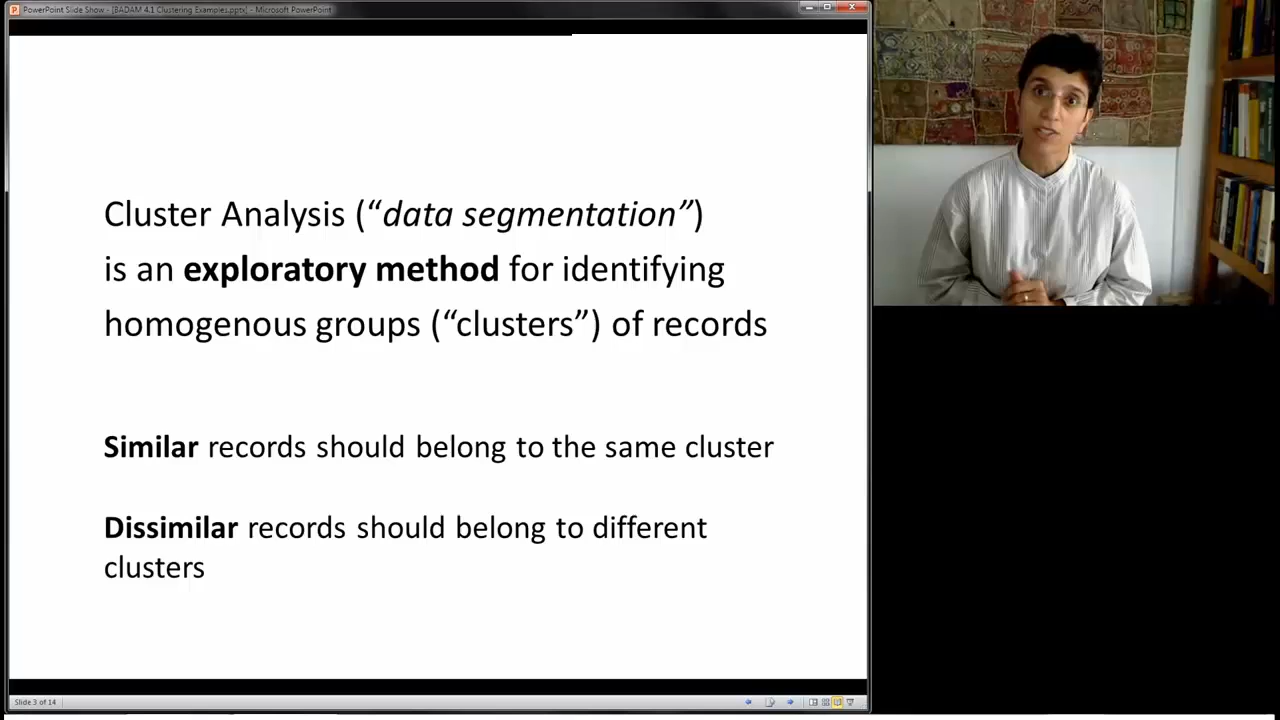 PowerPoint Slide Show - [BADAM 4.1 Clustering Examples.pptx] - Microsoft PowerPoint
Cluster Analysis (“data segmentation”)
is an exploratory method for identifying
homogenous groups (“clusters”) of records
Similar records should belong to the same cluster
Dissimilar records should belong to different
clusters
Slide 3 of 14